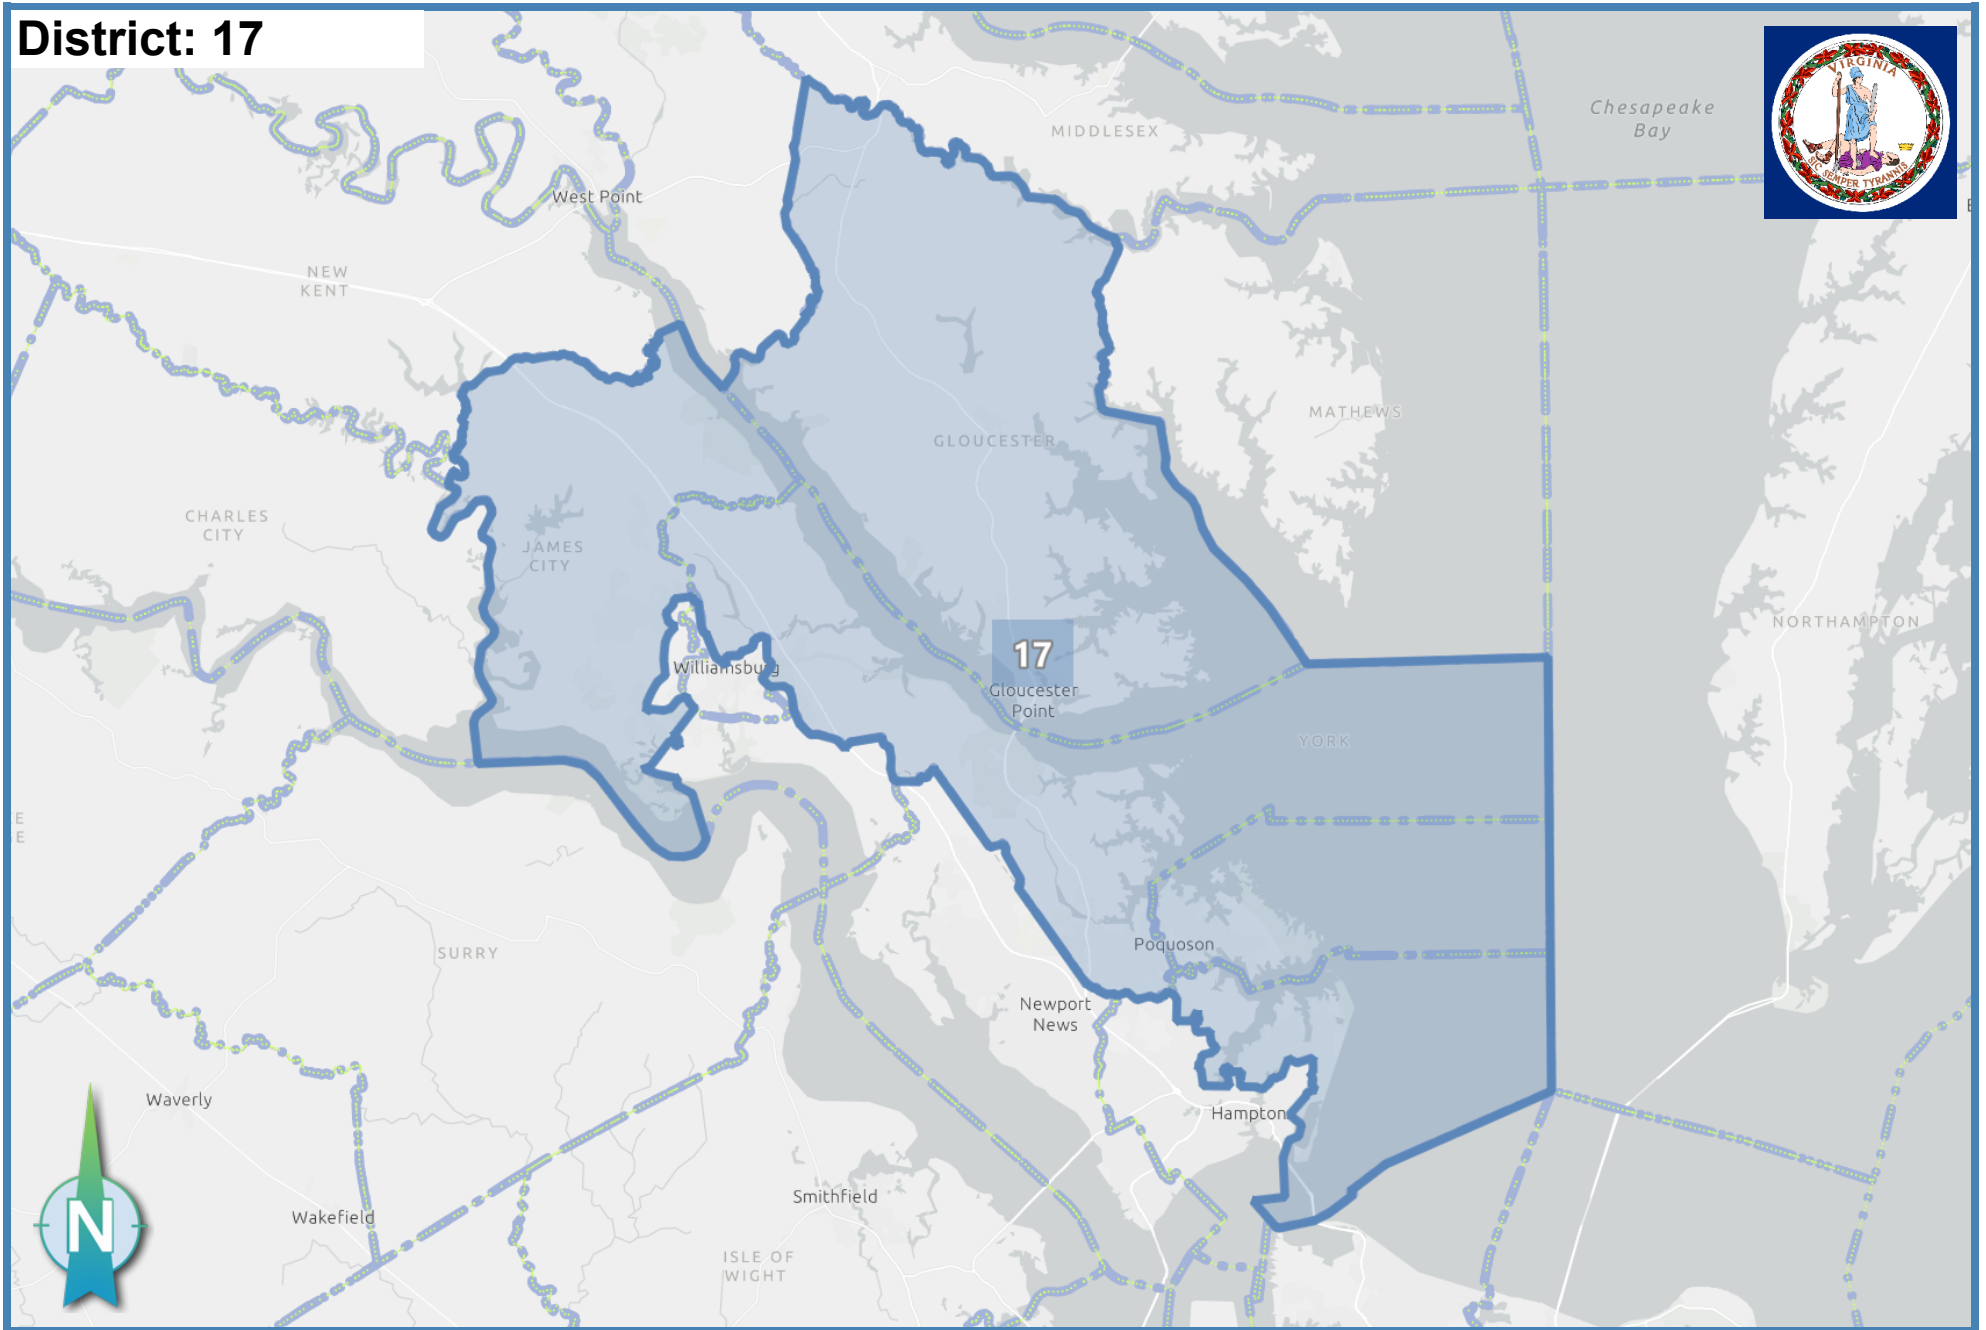 District: 17
VIRGINIA
SIC SEMPER TYRANNIS
Chesapeake
Bay
MIDDLESEX
West Point
NEW
KENT
MATHEWS
GLOUCESTER
CHARLES
CITY
JAMES
CITY
NORTHAMPTON
17
Williamsburg
Gloucester
Point
YORK
SURRY
Poquoson
Newport
News
Waverly
Hampton
Smithfield
Wakefield
N
ISLE OF
WIGHT